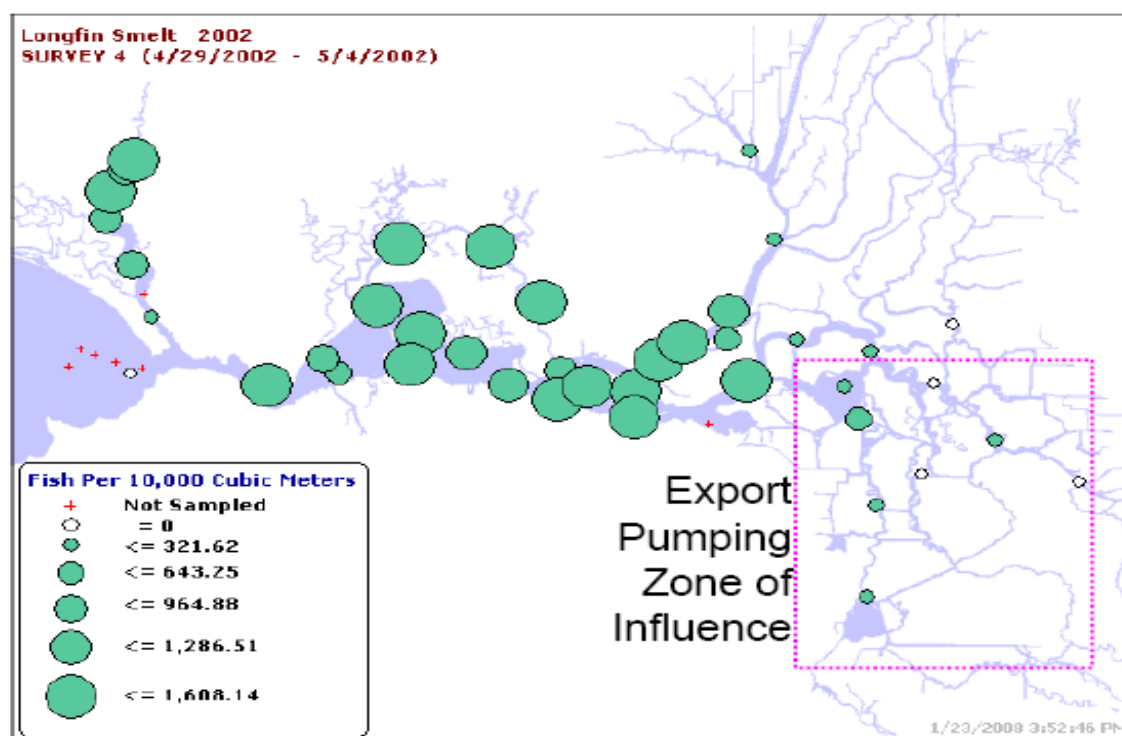 Longfin Smelt 2002
SURVEY 4 (4/29/2002 - 5/4/2002)
Export
Pumping
Zone of
Influence
Fish Per 10,000 Cubic Meters
Not Sampled
= 0
<= 321.62
<= 643.25
<= 964.88
<= 1,286.51
<= 1,608.14
1/23/2008 3:52:46 PM